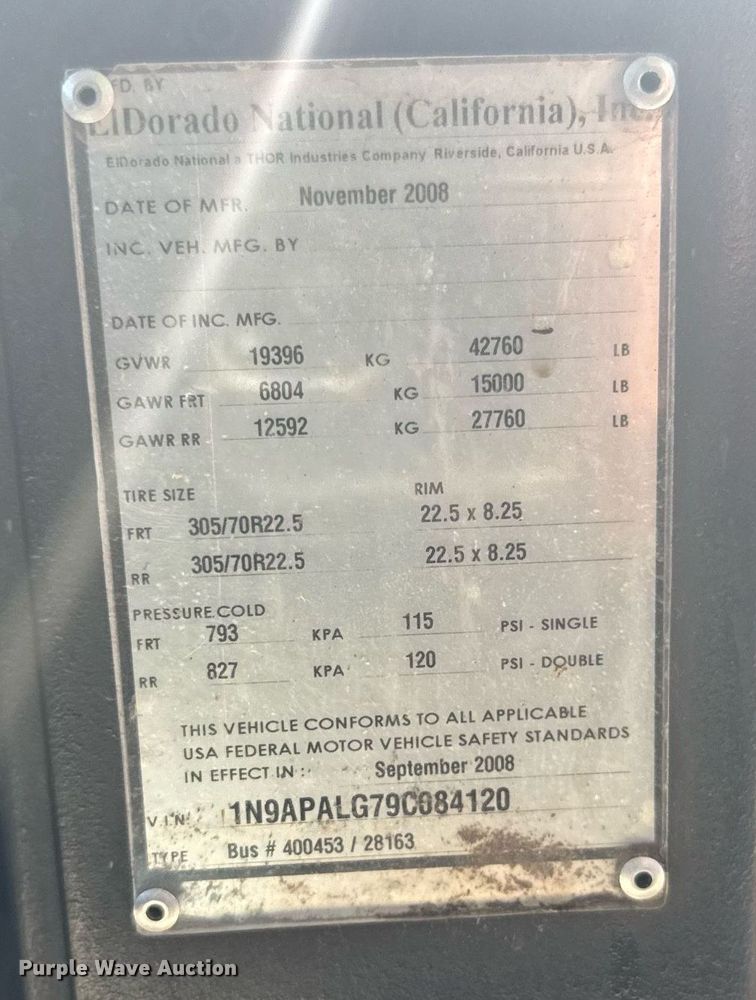 FD. BY
ElDorado National (California), Inc.
ElDorado National a THOR Industries Company Riverside, California U.S.A.
DATE OF MFR. November 2008
INC. VEH. MFG. BY
DATE OF INC. MFG.
GVWR 19396 KG 42760 LB
GAWR FRT 6804 KG 15000 LB
GAWR RR 12592 KG 27760 LB
TIRE SIZE RIM
FRT 305/70R22.5 22.5 x 8.25
RR 305/70R22.5 22.5 x 8.25
PRESSURE.COLD
FRT 793 KPA 115 PSI - SINGLE
RR 827 KPA 120 PSI - DOUBLE
THIS VEHICLE CONFORMS TO ALL APPLICABLE
USA FEDERAL MOTOR VEHICLE SAFETY STANDARDS
IN EFFECT IN : September 2008
V.I.N. 1N9APALG79C084120
TYPE Bus # 400453 / 28163
Purple Wave Auction